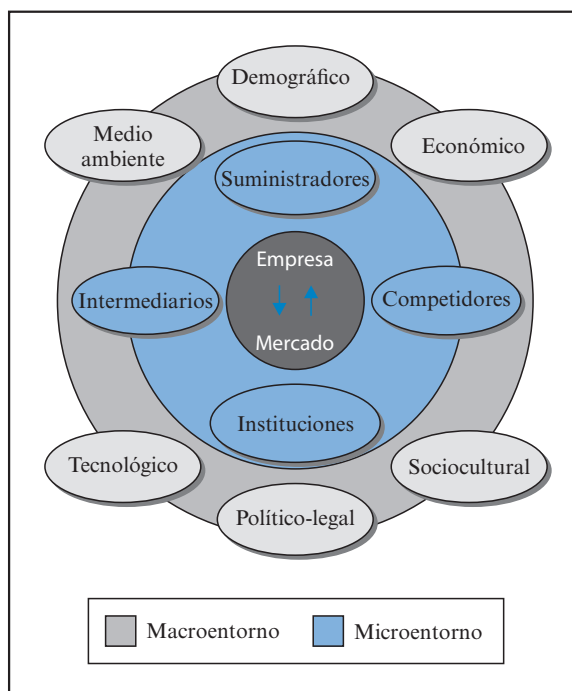 Demográfico
Medio
ambiente
Económico
Suministradores
Empresa
Intermediarios
Competidores
Mercado
Instituciones
Tecnológico
Sociocultural
Político-legal
Macroentorno
Microentorno